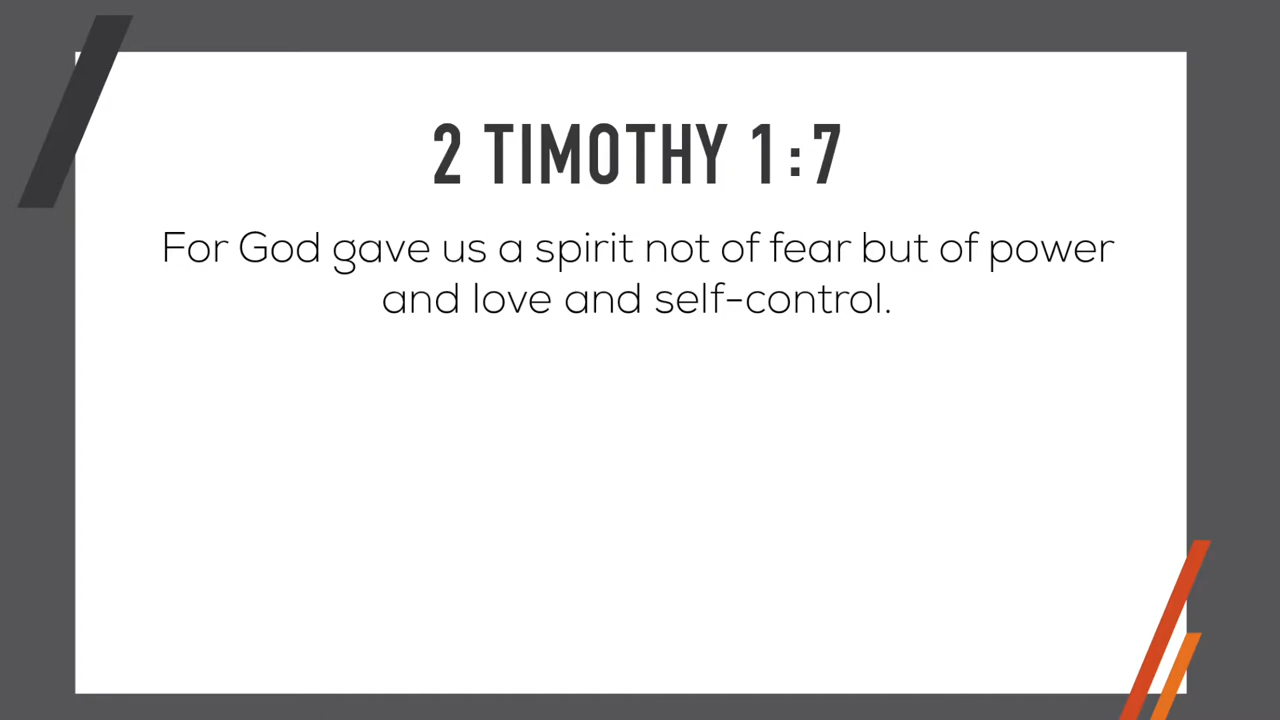 2 TIMOTHY 1:7
For God gave us a spirit not of fear but of power
and love and self-control.